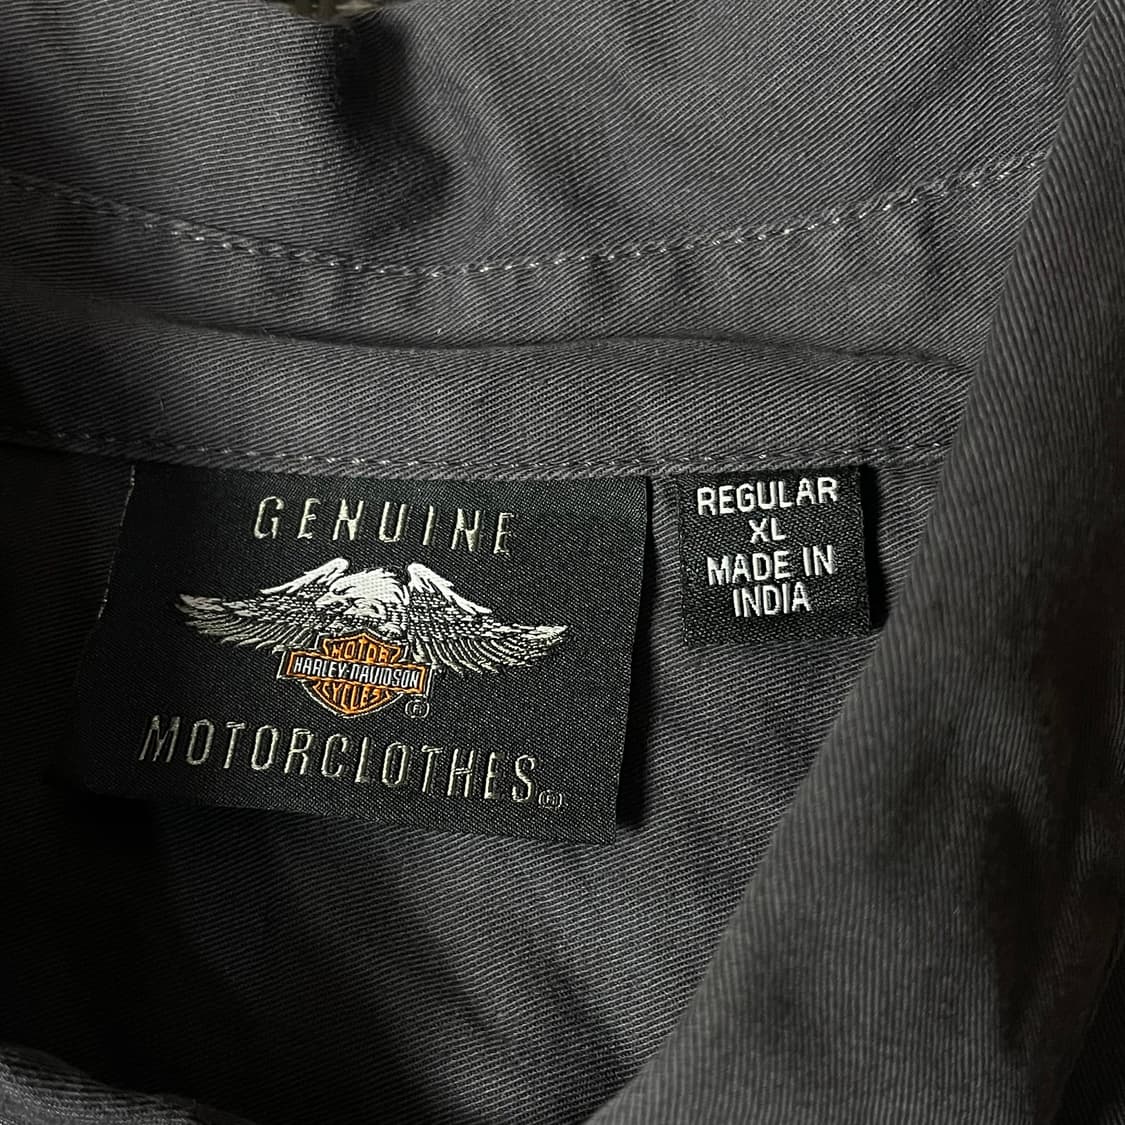 GENUINE
MOTOR
HARLEY-DAVIDSON
CYCLES
®
MOTORCLOTHES®
REGULAR
XL
MADE IN
INDIA